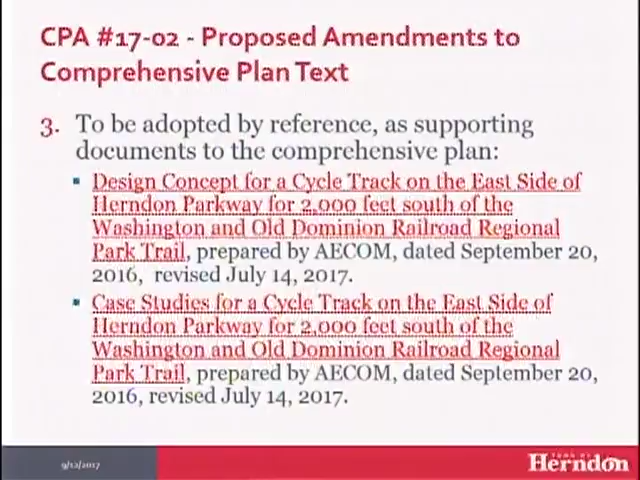 CPA #17-02 - Proposed Amendments to
Comprehensive Plan Text
3. To be adopted by reference, as supporting
documents to the comprehensive plan:
▪ Design Concept for a Cycle Track on the East Side of
Herndon Parkway for 2,000 feet south of the
Washington and Old Dominion Railroad Regional
Park Trail, prepared by AECOM, dated September 20,
2016, revised July 14, 2017.
▪ Case Studies for a Cycle Track on the East Side of
Herndon Parkway for 2,000 feet south of the
Washington and Old Dominion Railroad Regional
Park Trail, prepared by AECOM, dated September 20,
2016, revised July 14, 2017.
9/12/2017
Herndon